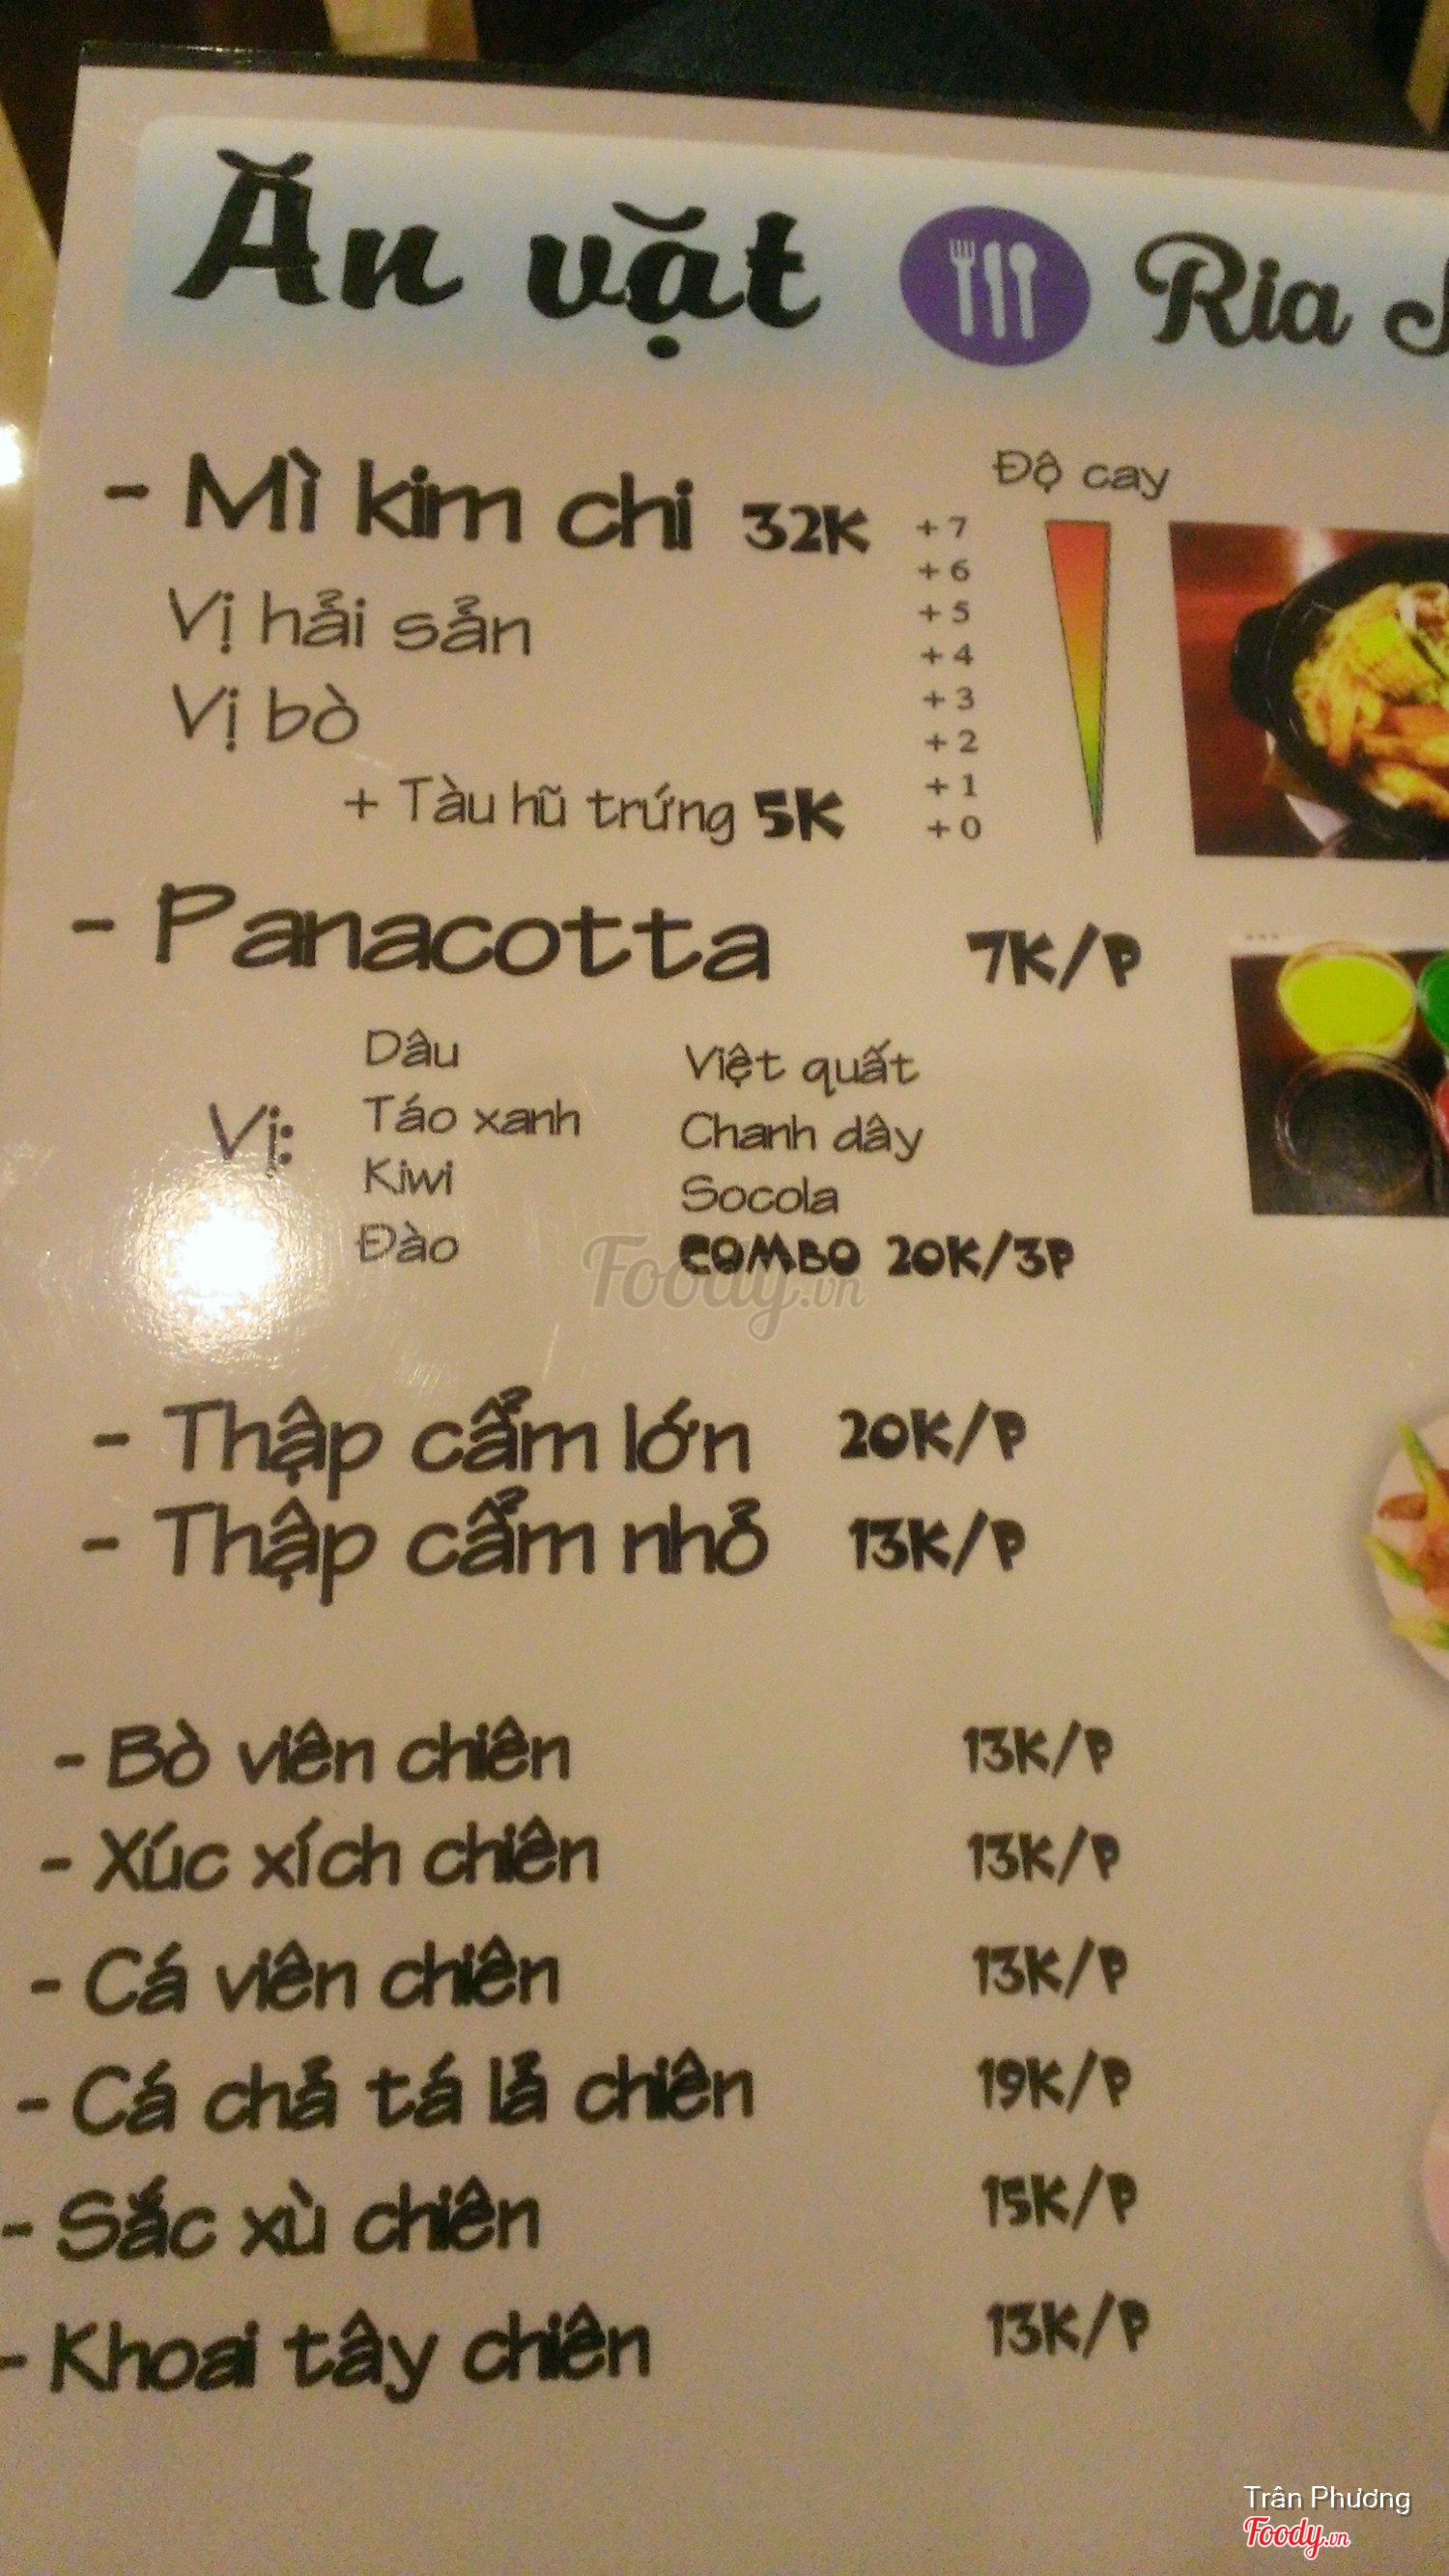 Ăn vặt Ria
- Mì kim chi 32K
Độ cay
+7
+6
+5
+4
+3
+2
+1
+0
Vị hải sản
Vị bò
+ Tàu hũ trứng 5K
- Panacotta 7K/P
Vị:
Dâu
Táo xanh
Kiwi
Đào
Việt quất
Chanh dây
Socola
COMBO 20K/3P
Foody.vn
- Thập cẩm lớn 20K/P
- Thập cẩm nhỏ 13K/P
- Bò viên chiên 13K/P
- Xúc xích chiên 13K/P
- Cá viên chiên 13K/P
- Cá chả tá lả chiên 19K/P
- Sắc xù chiên 15K/P
- Khoai tây chiên 13K/P
Trân Phương
Foody.vn